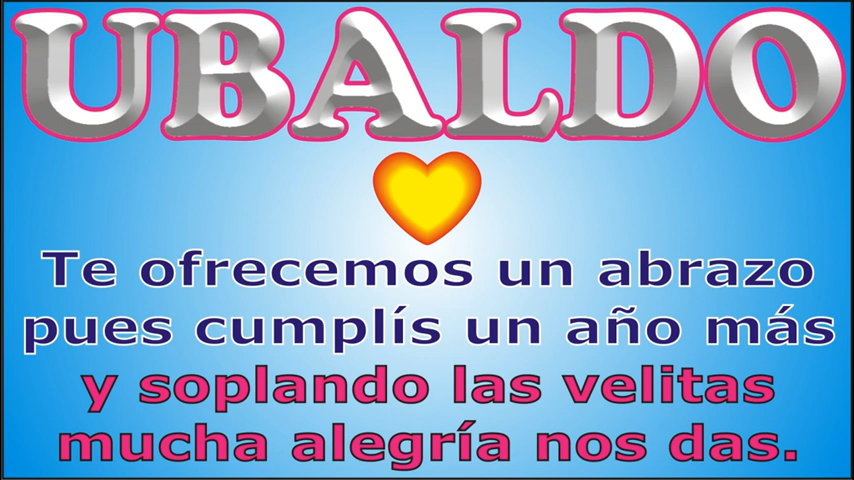 UBALDO
Te ofrecemos un abrazo
pues cumplís un año más
y soplando las velitas
mucha alegría nos das.